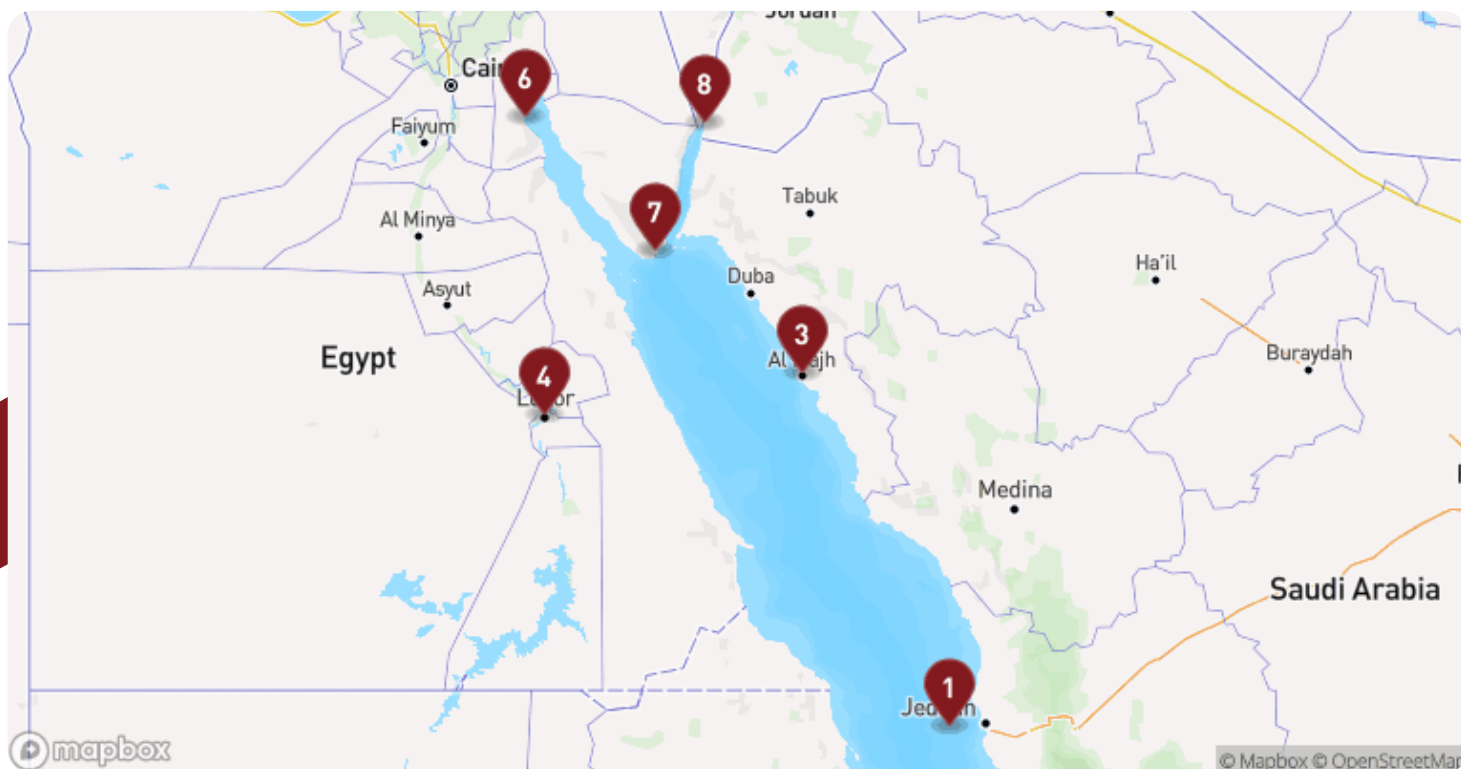 Jordan
6
8
Faiyum
Tabuk
7
Al Minya
Ha'il
Duba
Asyut
3
Buraydah
Egypt
4
Medina
Saudi Arabia
1
mapbox
© Mapbox © OpenStreetMap